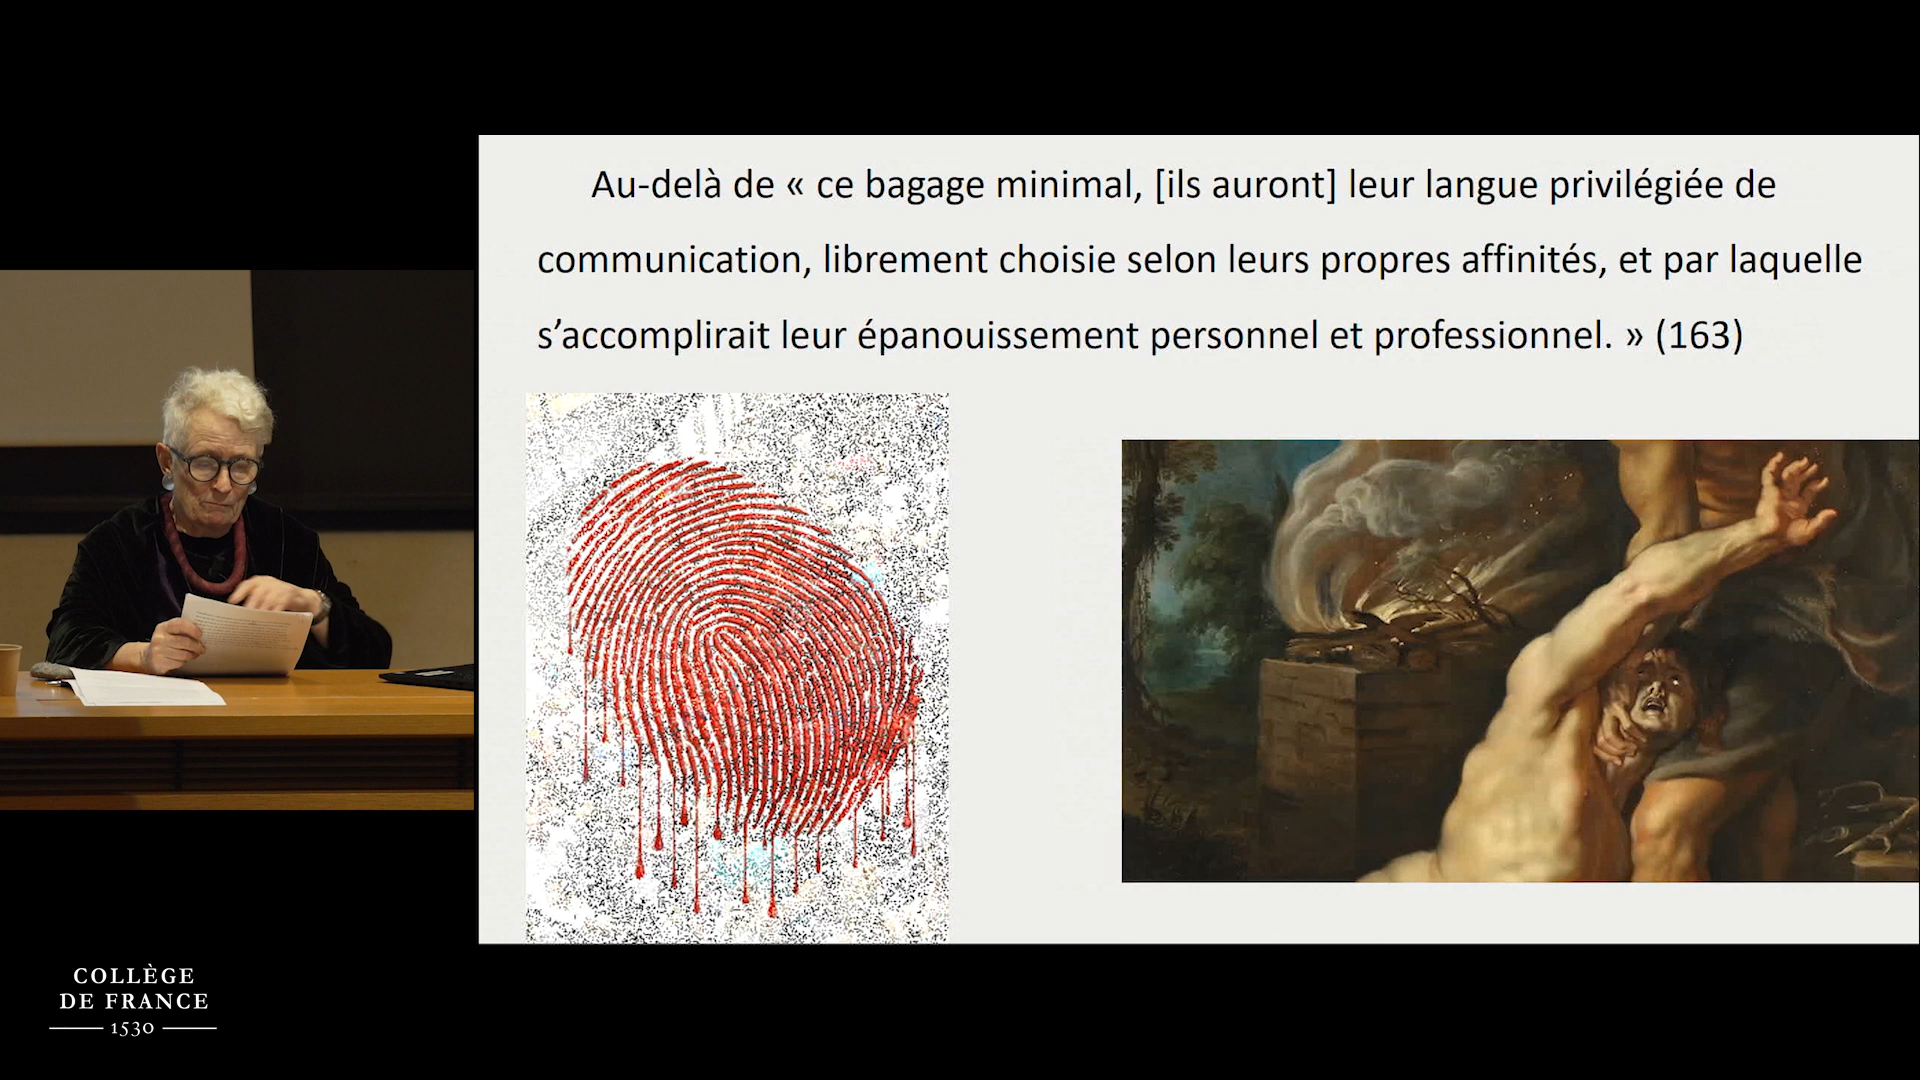 Au-delà de « ce bagage minimal, [ils auront] leur langue privilégiée de
communication, librement choisie selon leurs propres affinités, et par laquelle
s’accomplirait leur épanouissement personnel et professionnel. » (163)
COLLÈGE
DE FRANCE
1530